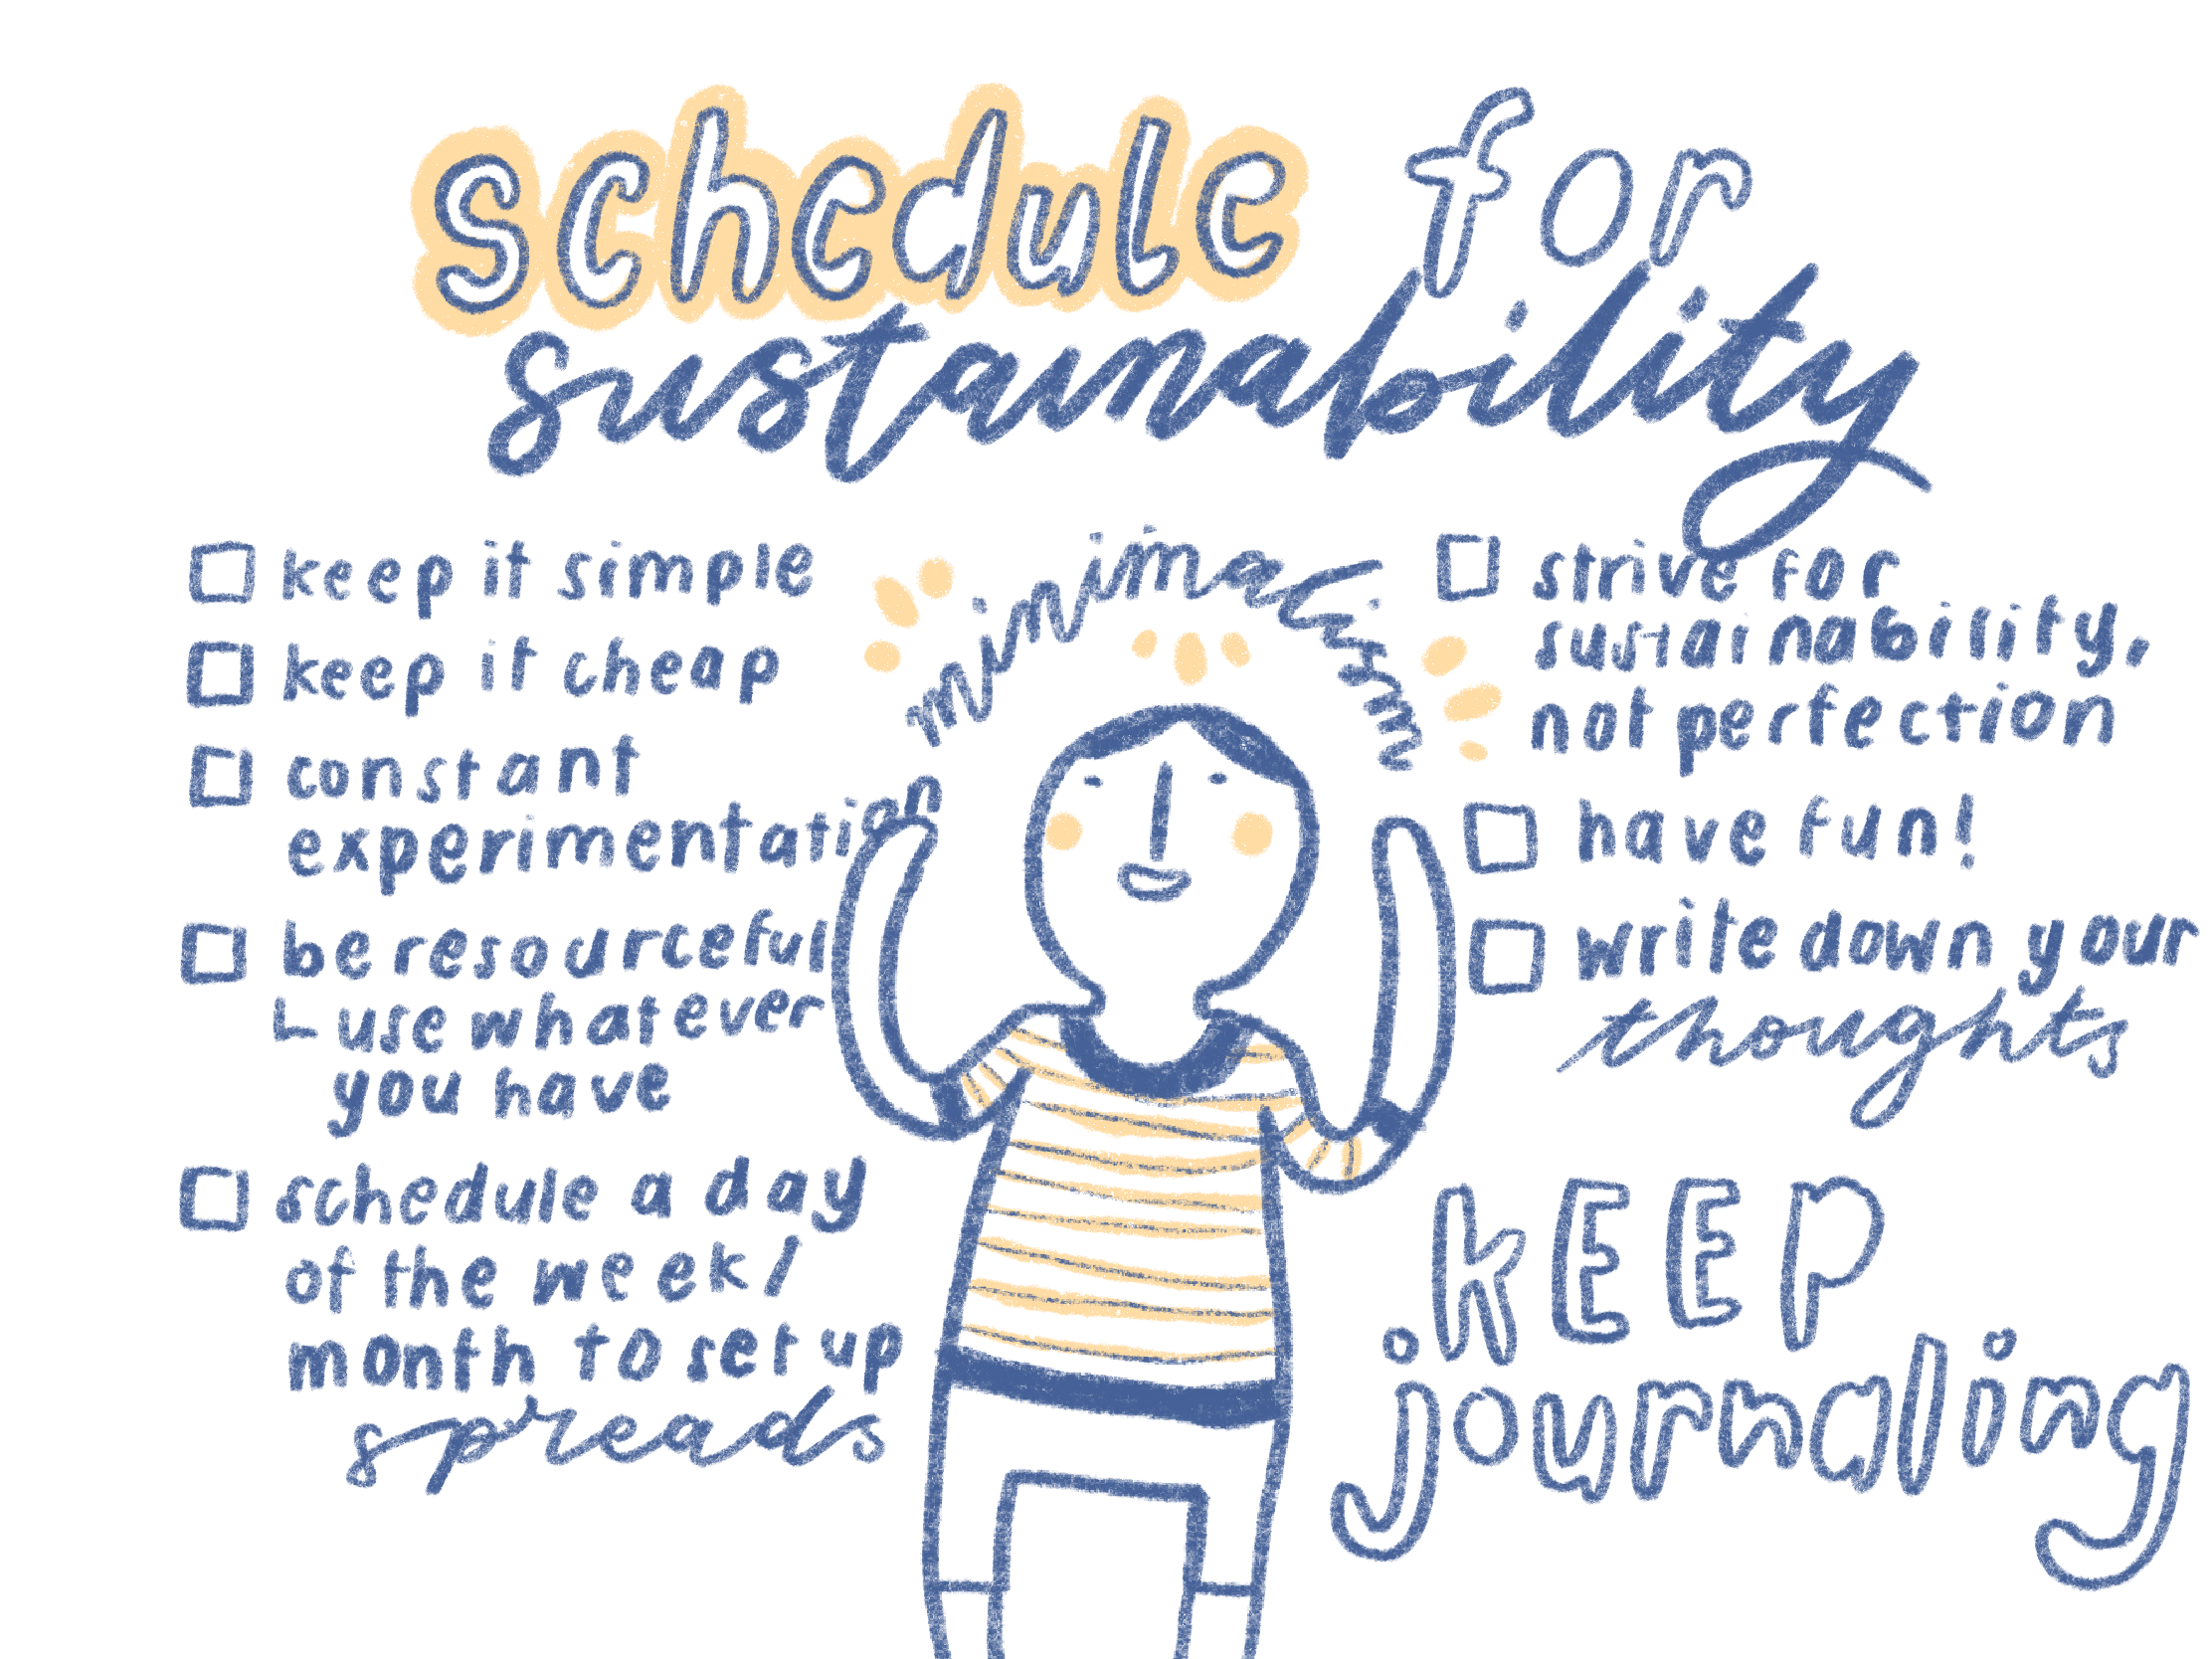 schedule for
sustainability
keep it simple
keep it cheap
constant
experimentation
be resourceful
use whatever
you have
schedule a day
of the week/
month to set up
spreads
minimalism
strive for
sustainability,
not perfection
have fun!
write down your
thoughts
KEEP
journaling